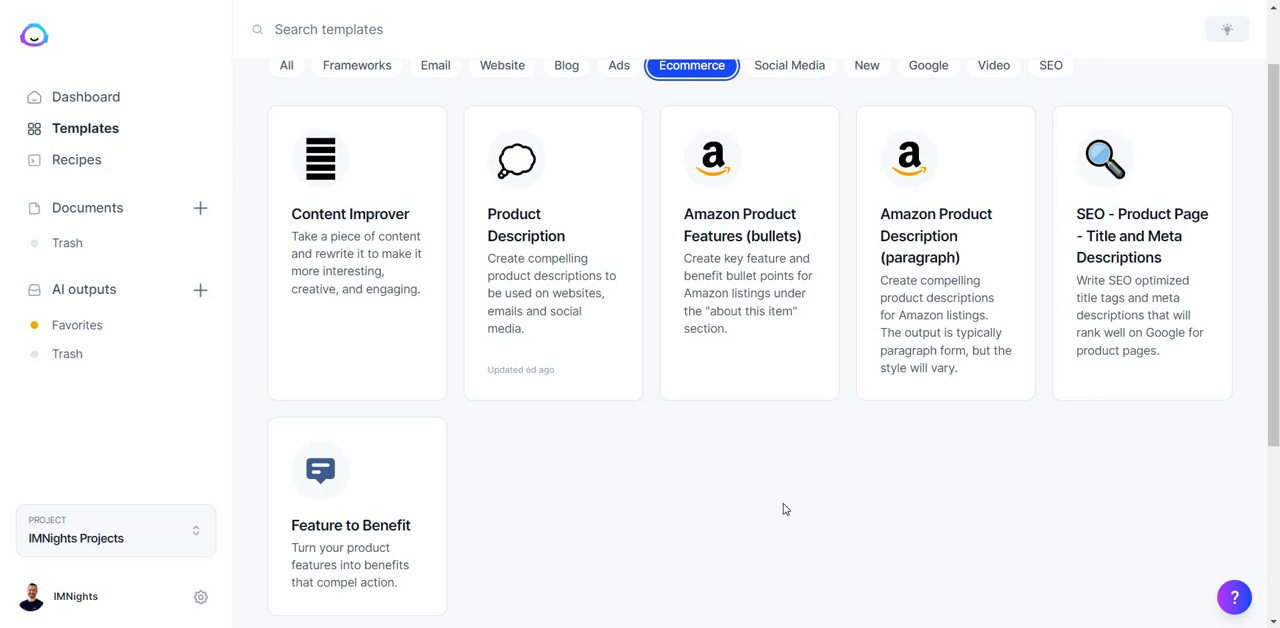 Search templates
All
Frameworks
Email
Website
Blog
Ads
Ecommerce
Social Media
New
Google
Video
SEO
Dashboard
Templates
Recipes
Documents
Trash
AI outputs
Favorites
Trash
PROJECT
IMNights Projects
IMNights
Content Improver
Take a piece of content
and rewrite it to make it
more interesting,
creative, and engaging.
Product
Description
Create compelling
product descriptions to
be used on websites,
emails and social
media.
Updated 6d ago
a
Amazon Product
Features (bullets)
Create key feature and
benefit bullet points for
Amazon listings under
the "about this item"
section.
a
Amazon Product
Description
(paragraph)
Create compelling
product descriptions
for Amazon listings.
The output is typically
paragraph form, but the
style will vary.
SEO - Product Page
- Title and Meta
Descriptions
Write SEO optimized
title tags and meta
descriptions that will
rank well on Google for
product pages.
Feature to Benefit
Turn your product
features into benefits
that compel action.
?